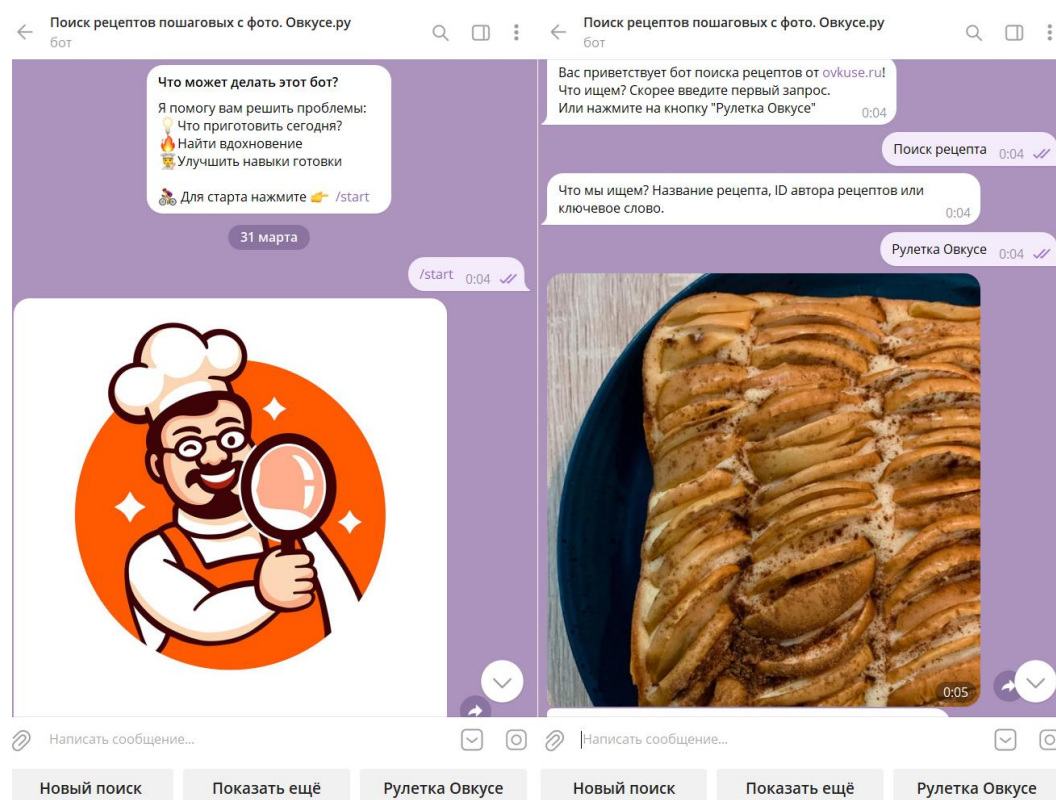 Поиск рецептов пошаговых с фото. Овкусе.ру
бот
Что может делать этот бот?
Я помогу вам решить проблемы:
💡Что приготовить сегодня?
🔥Найти вдохновение
👨‍🍳Улучшить навыки готовки
🚴 Для старта нажмите 👉 /start
31 марта
/start 0:04
Написать сообщение...
Новый поиск Показать ещё Рулетка Овкусе
Поиск рецептов пошаговых с фото. Овкусе.ру
бот
Вас приветствует бот поиска рецептов от ovkuse.ru!
Что ищем? Скорее введите первый запрос.
Или нажмите на кнопку "Рулетка Овкусе" 0:04
Поиск рецепта 0:04
Что мы ищем? Название рецепта, ID автора рецептов или
ключевое слово. 0:04
Рулетка Овкусе 0:04
0:05
Написать сообщение...
Новый поиск Показать ещё Рулетка Овкусе